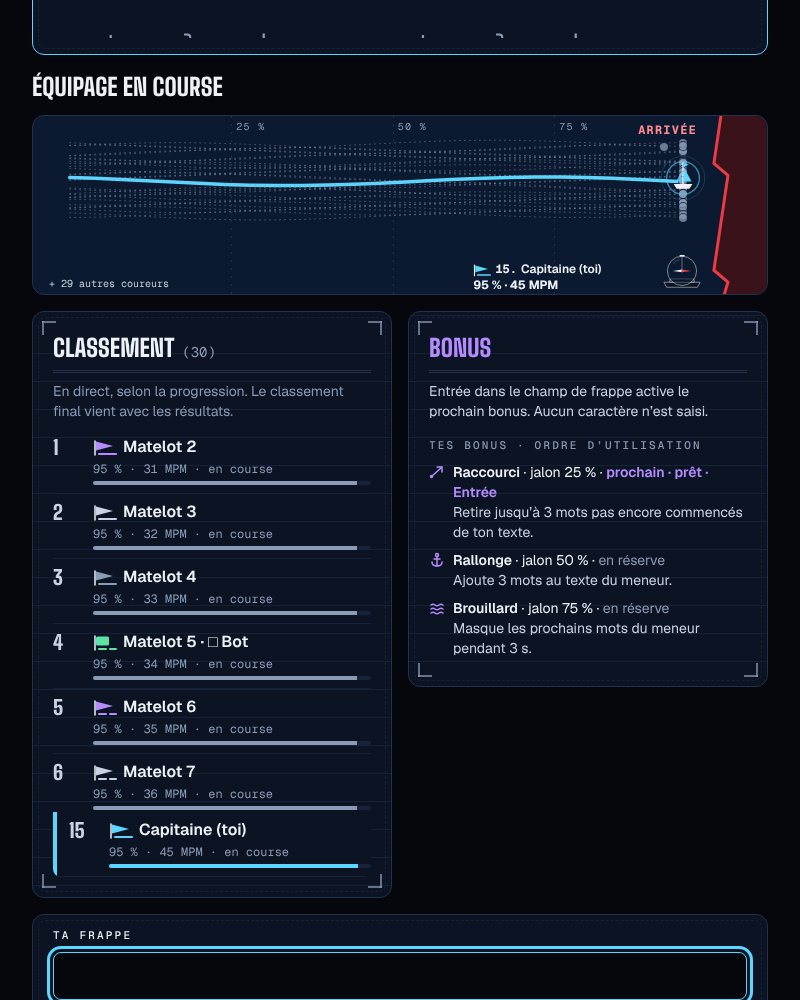 ÉQUIPAGE EN COURSE
25 %
50 %
75 %
ARRIVÉE
15. Capitaine (toi)
95 % · 45 MPM
+ 29 autres coureurs
CLASSEMENT (30)
En direct, selon la progression. Le classement
final vient avec les résultats.
1 Matelot 2
95 % · 31 MPM · en course
2 Matelot 3
95 % · 32 MPM · en course
3 Matelot 4
95 % · 33 MPM · en course
4 Matelot 5 · □ Bot
95 % · 34 MPM · en course
5 Matelot 6
95 % · 35 MPM · en course
6 Matelot 7
95 % · 36 MPM · en course
15 Capitaine (toi)
95 % · 45 MPM · en course
BONUS
Entrée dans le champ de frappe active le
prochain bonus. Aucun caractère n’est saisi.
TES BONUS · ORDRE D'UTILISATION
Raccourci · jalon 25 % · prochain · prêt ·
Entrée
Retire jusqu’à 3 mots pas encore commencés
de ton texte.
Rallonge · jalon 50 % · en réserve
Ajoute 3 mots au texte du meneur.
Brouillard · jalon 75 % · en réserve
Masque les prochains mots du meneur
pendant 3 s.
TA FRAPPE